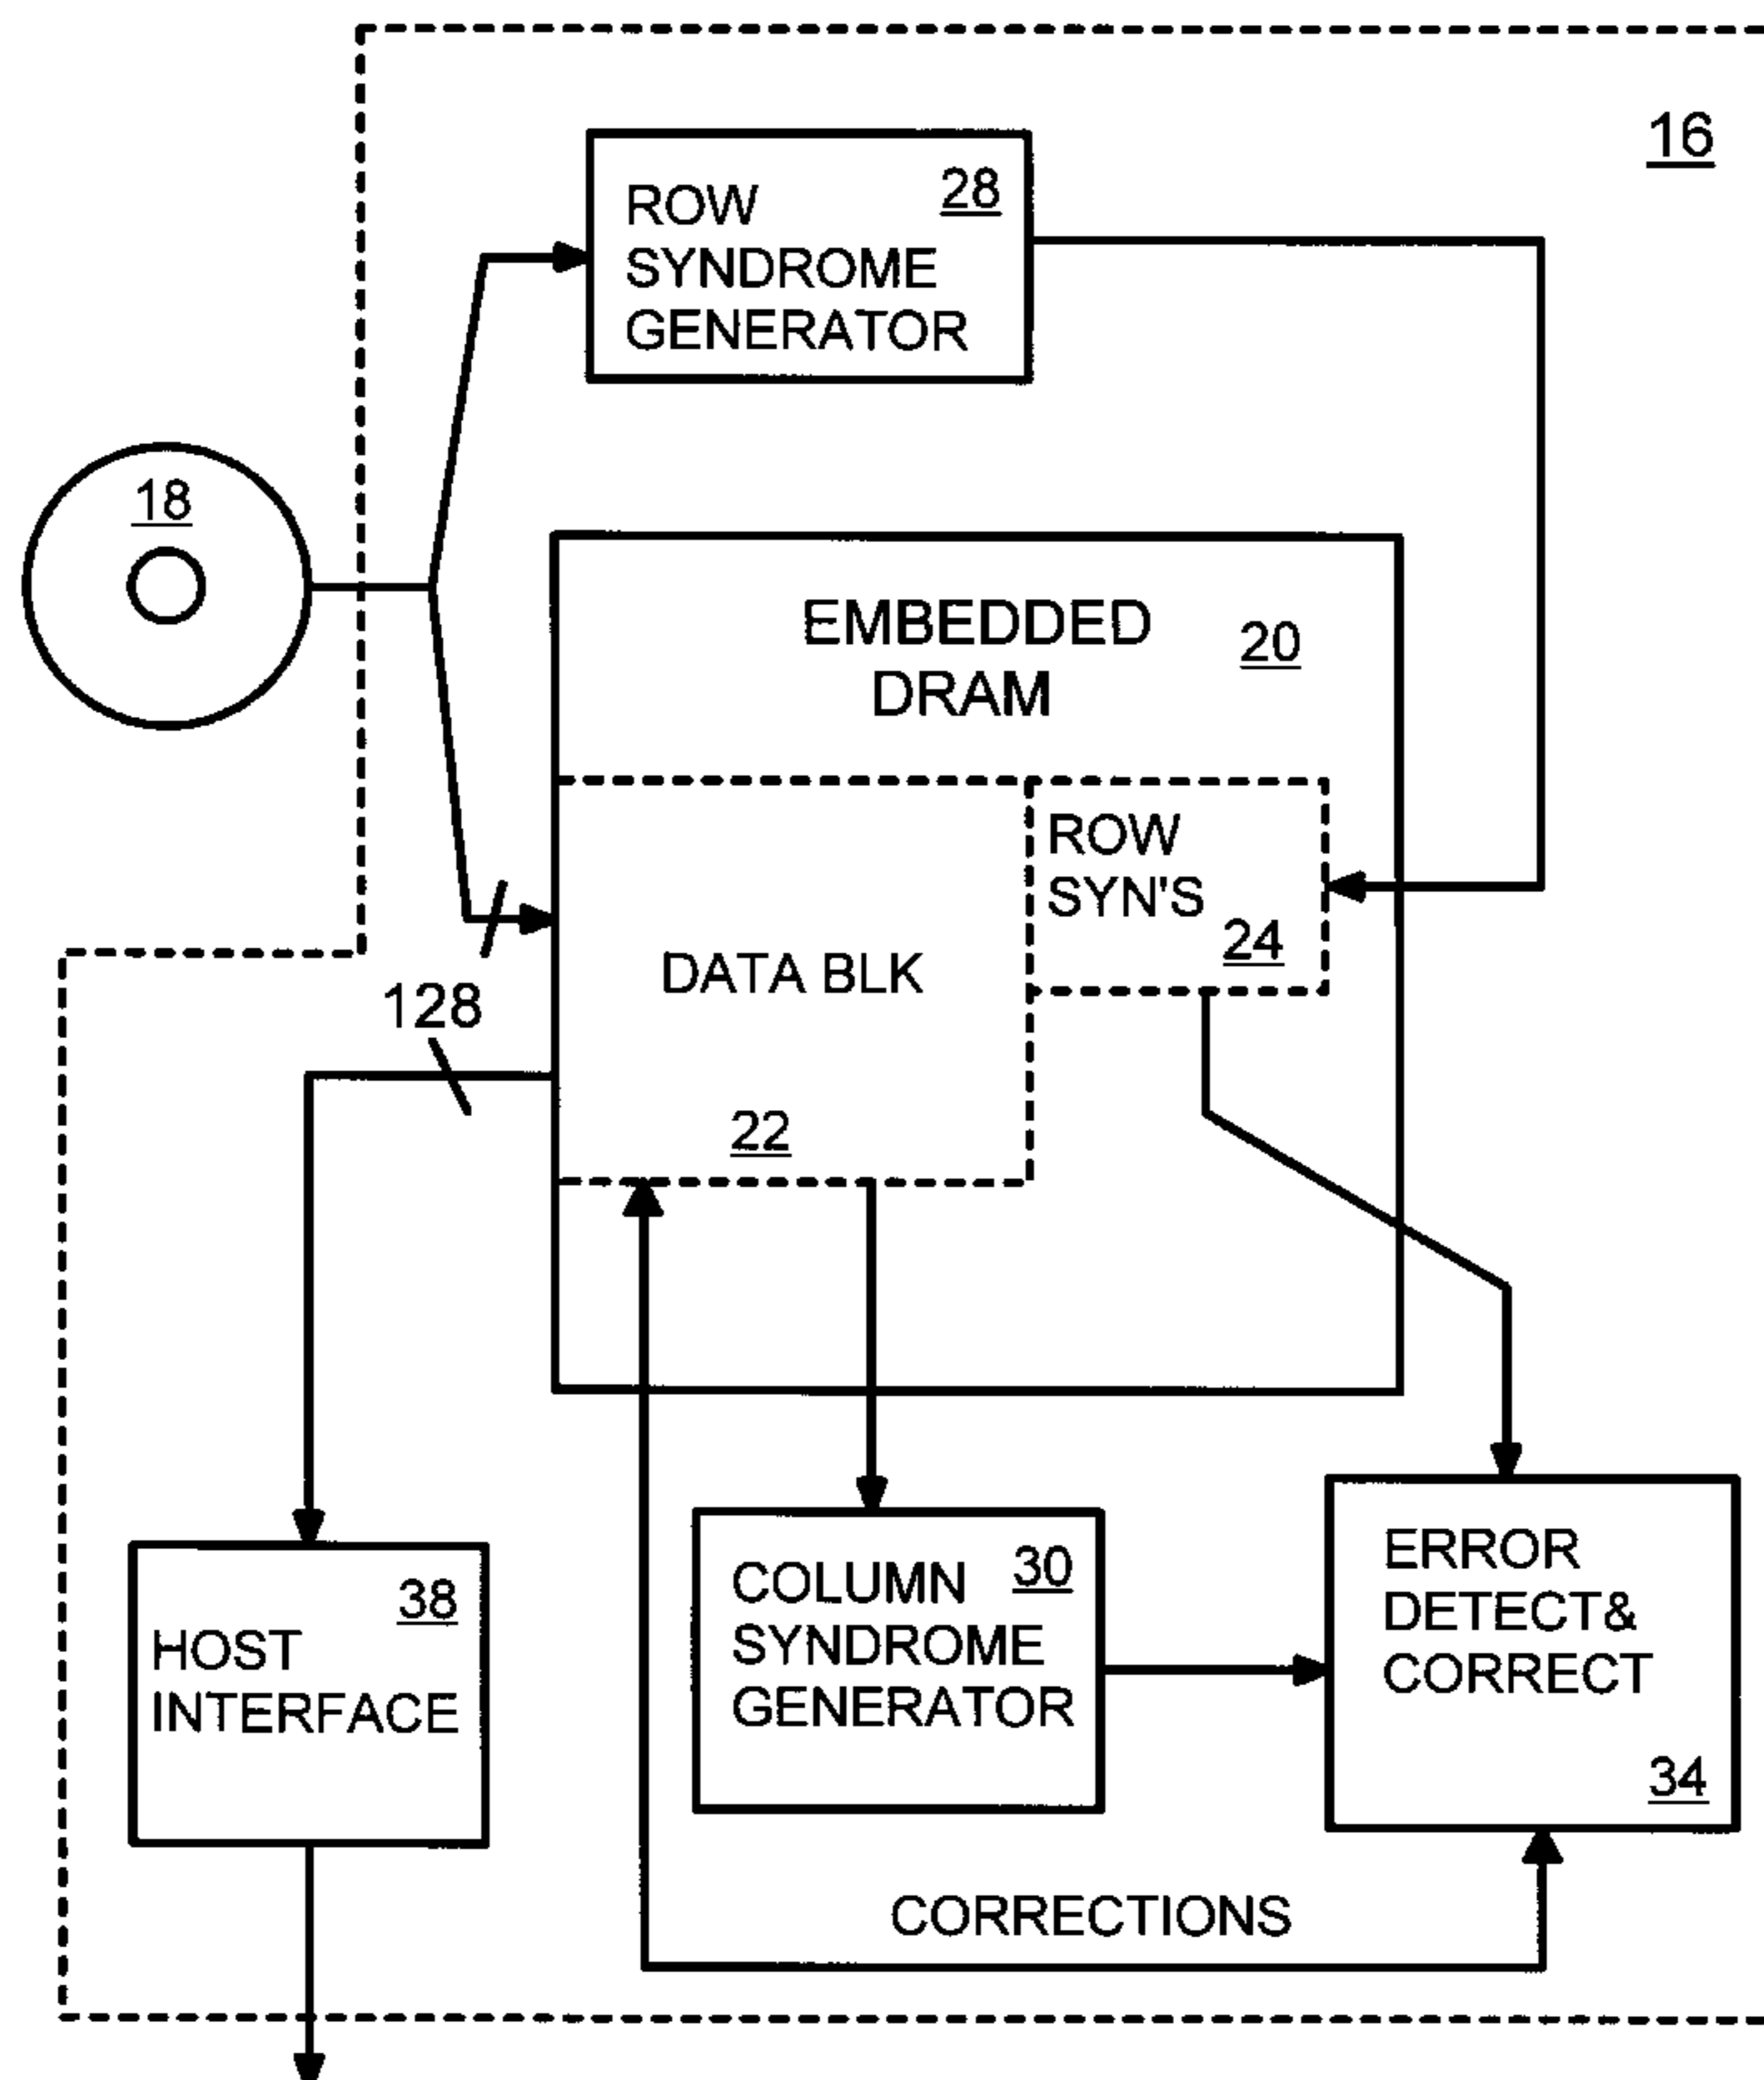 16
28
ROW
SYNDROME
GENERATOR
18
EMBEDDED
DRAM
20
ROW
SYN'S
24
DATA BLK
22
128
38
HOST
INTERFACE
30
COLUMN
SYNDROME
GENERATOR
ERROR
DETECT&
CORRECT
34
CORRECTIONS